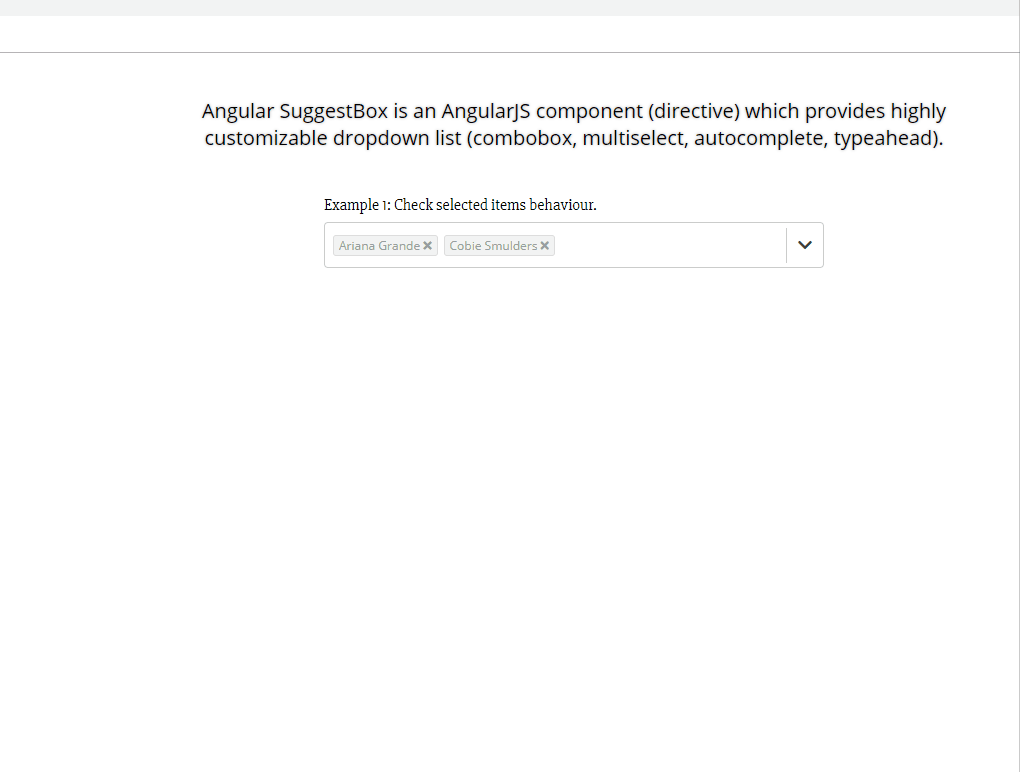 Angular SuggestBox is an AngularJS component (directive) which provides highly
customizable dropdown list (combobox, multiselect, autocomplete, typeahead).
Example 1: Check selected items behaviour.
Ariana Grande Cobie Smulders